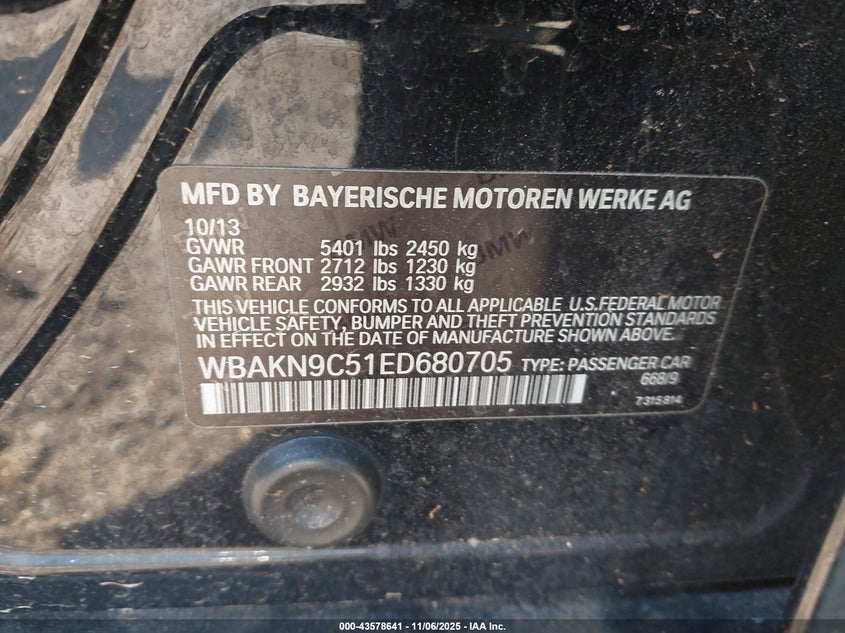 MFD BY BAYERISCHE MOTOREN WERKE AG
10/13
GVWR 5401 lbs 2450 kg
GAWR FRONT 2712 lbs 1230 kg
GAWR REAR 2932 lbs 1330 kg
THIS VEHICLE CONFORMS TO ALL APPLICABLE U.S.FEDERAL MOTOR
VEHICLE SAFETY, BUMPER AND THEFT PREVENTION STANDARDS
IN EFFECT ON THE DATE OF MANUFACTURE SHOWN ABOVE.
WBAKN9C51ED680705 TYPE: PASSENGER CAR
668/9
7315814
BMW
BMW
000-43578641 - 11/06/2025 - IAA Inc.